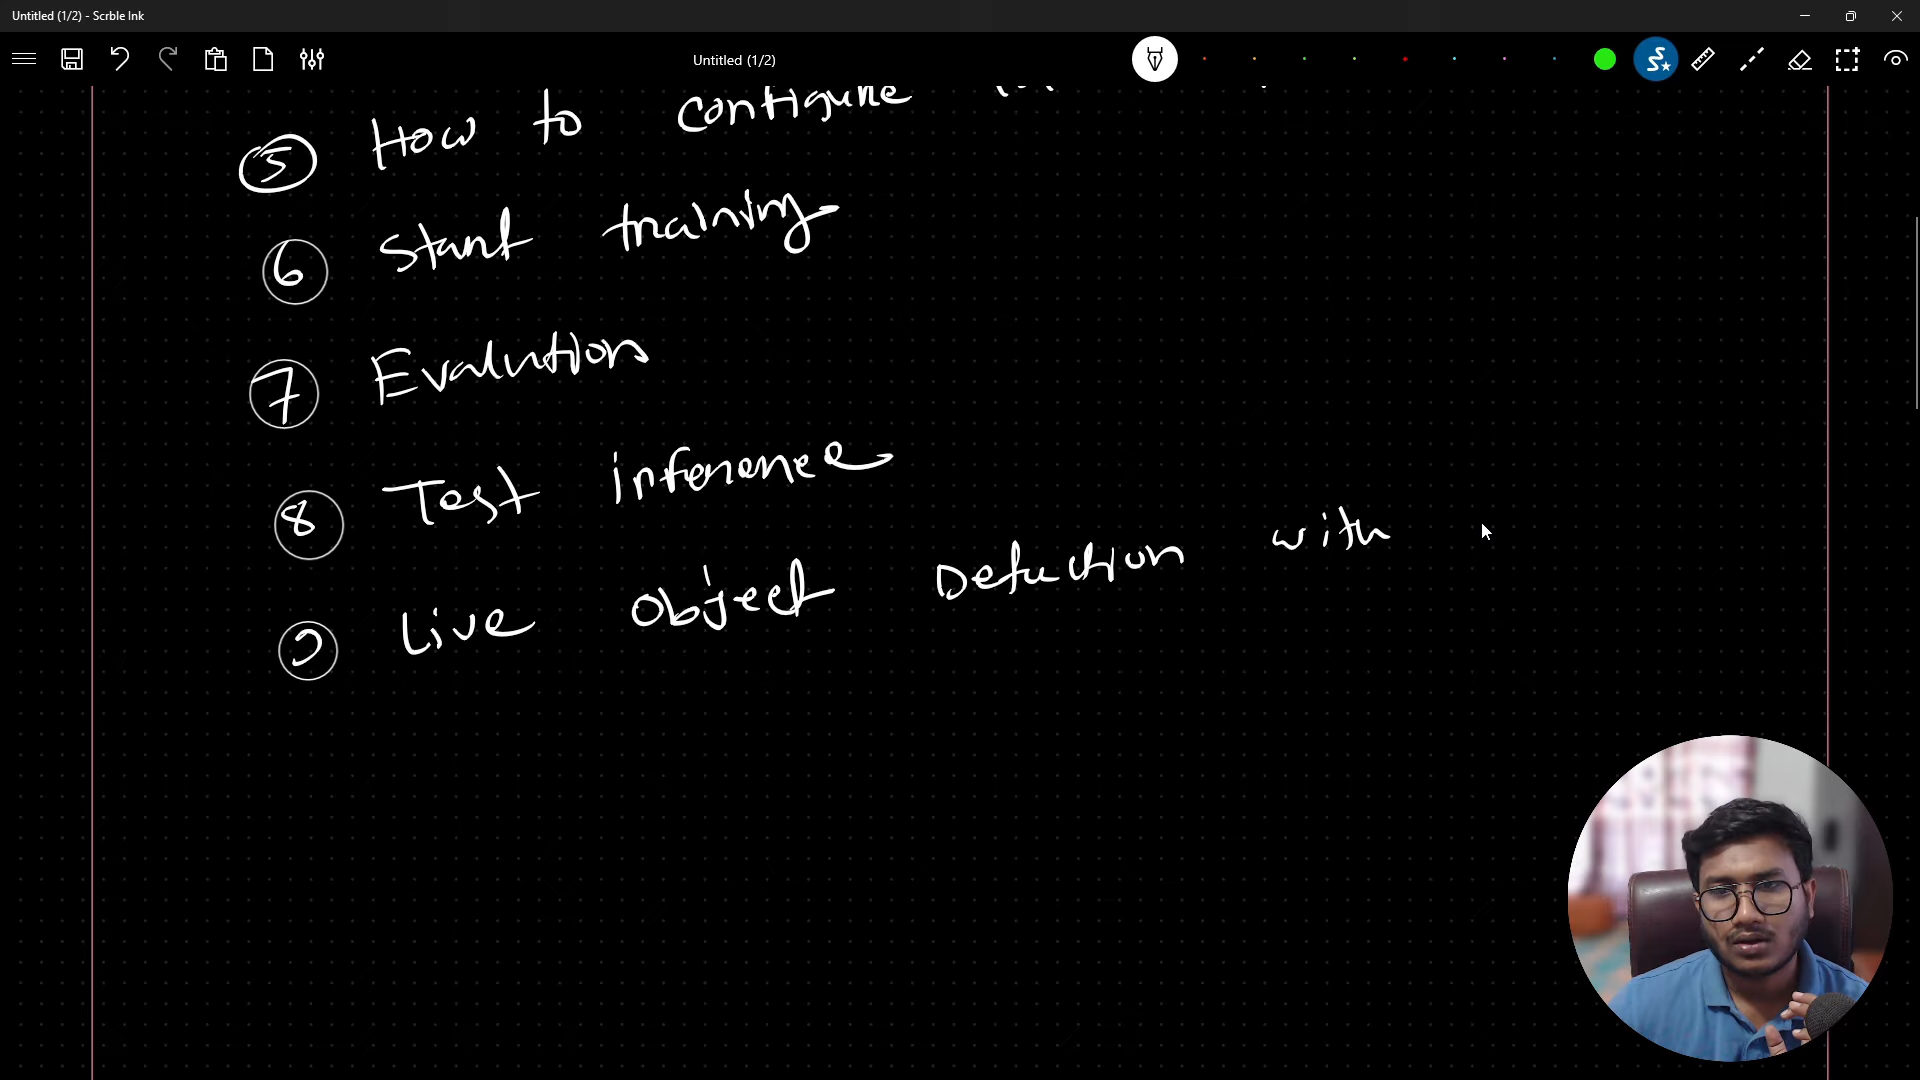 Untitled (1/2) - Scrble Ink
Untitled (1/2)
5 How to configure
6 Start training
7 Evalution
8 Test inference
9 Live Object Detection with